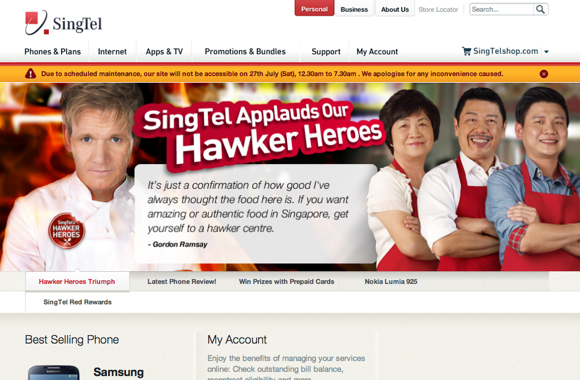 Personal
Business
About Us
Store Locator
Search...
SingTel
Phones & Plans
Internet
Apps & TV
Promotions & Bundles
Support
My Account
SingTelshop.com
Due to scheduled maintenance, our site will not be accessible on 27th July (Sat), 12.30am to 7.30am . We apologise for any inconvenience caused.
SingTel Applauds Our
Hawker Heroes
It's just a confirmation of how good I've
always thought the food here is. If you want
amazing or authentic food in Singapore, get
yourself to a hawker centre.
- Gordon Ramsay
SingTel's
HAWKER
HEROES
Hawker Heroes Triumph
Latest Phone Review!
Win Prizes with Prepaid Cards
Nokia Lumia 925
SingTel Red Rewards
Best Selling Phone
My Account
Samsung
Enjoy the benefits of managing your services
online: Check outstanding bill balance,